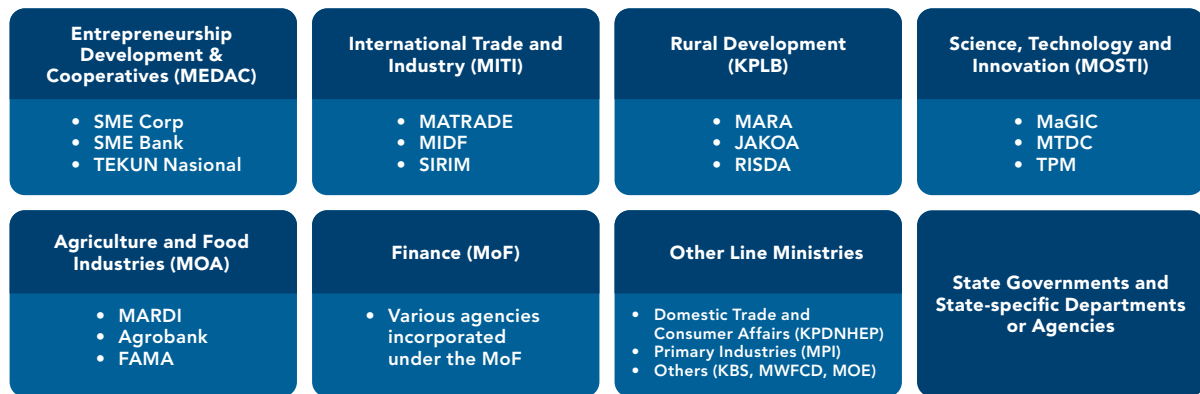 Entrepreneurship
Development &
Cooperatives (MEDAC)
• SME Corp
• SME Bank
• TEKUN Nasional
International Trade and
Industry (MITI)
• MATRADE
• MIDF
• SIRIM
Rural Development
(KPLB)
• MARA
• JAKOA
• RISDA
Science, Technology and
Innovation (MOSTI)
• MaGIC
• MTDC
• TPM
Agriculture and Food
Industries (MOA)
• MARDI
• Agrobank
• FAMA
Finance (MoF)
• Various agencies
incorporated
under the MoF
Other Line Ministries
• Domestic Trade and
Consumer Affairs (KPDNHEP)
• Primary Industries (MPI)
• Others (KBS, MWFCD, MOE)
State Governments and
State-specific Departments
or Agencies